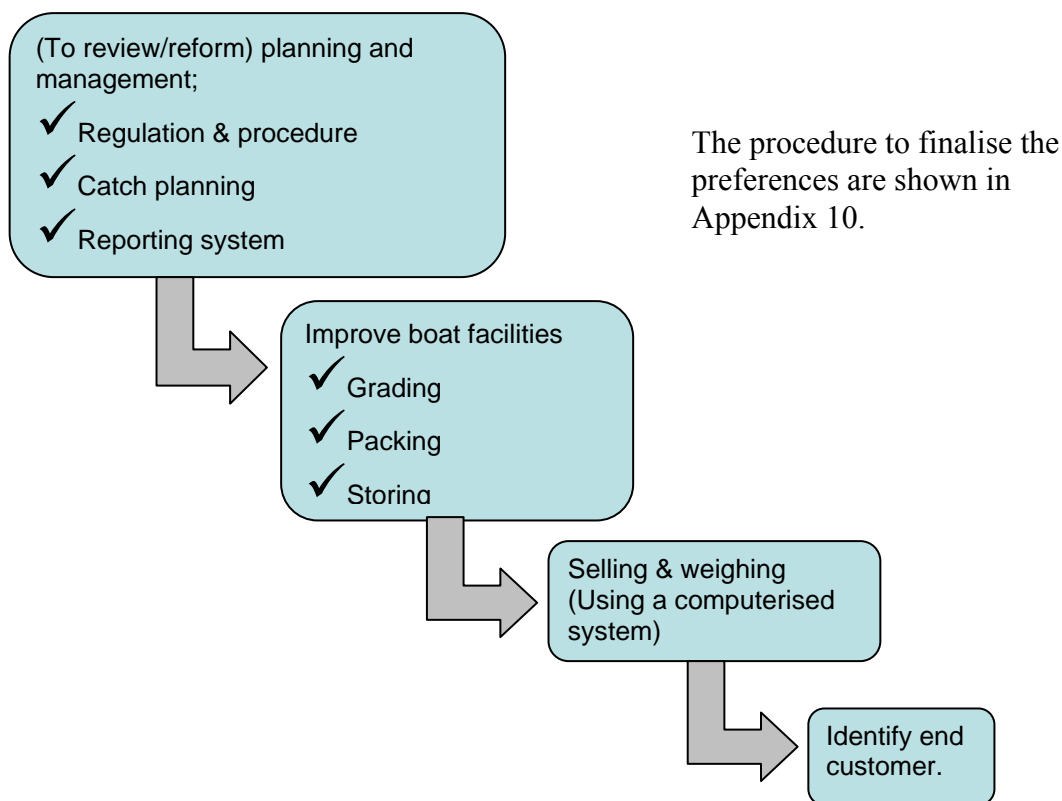 (To review/reform) planning and
management;
Regulation & procedure
Catch planning
Reporting system
The procedure to finalise the
preferences are shown in
Appendix 10.
Improve boat facilities
Grading
Packing
Storing
Selling & weighing
(Using a computerised
system)
Identify end
customer.